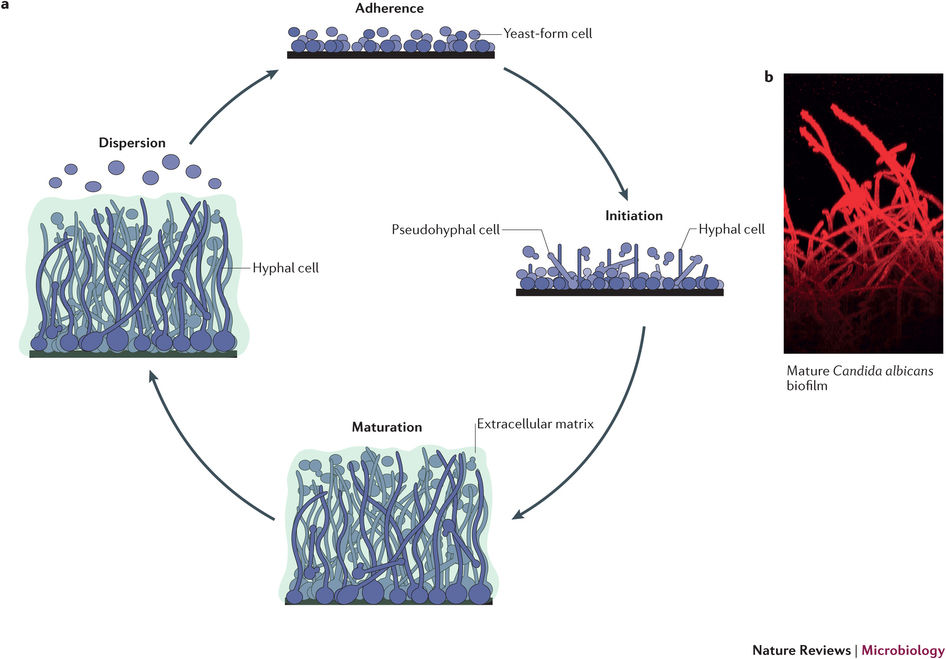 a
Adherence
Yeast-form cell
b
Dispersion
Initiation
Pseudohyphal cell
Hyphal cell
Hyphal cell
Mature Candida albicans
biofilm
Maturation
Extracellular matrix
Nature Reviews | Microbiology